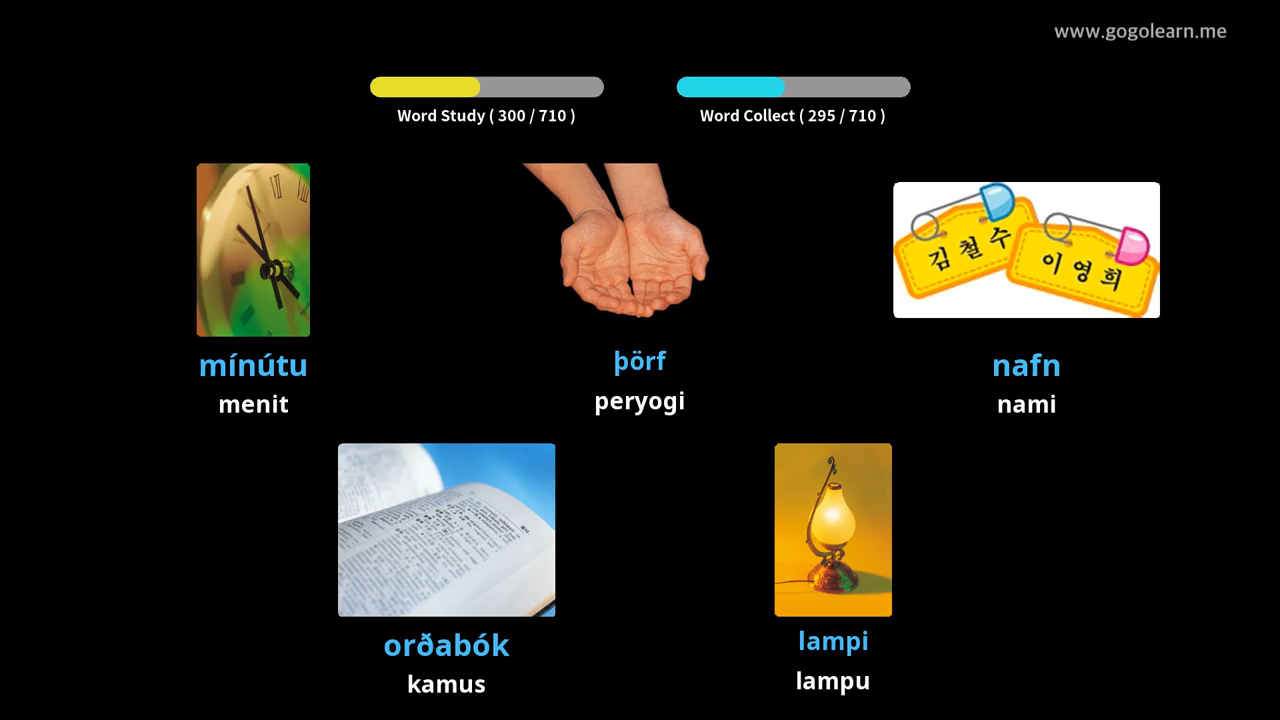 www.gogolearn.me
Word Study ( 300 / 710 )
Word Collect ( 295 / 710 )
김철수
이영희
mínútu
menit
þörf
peryogi
nafn
nami
orðabók
kamus
lampi
lampu